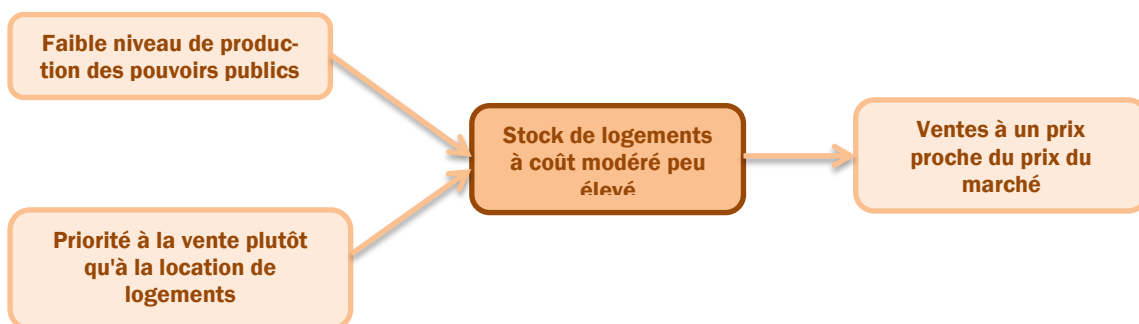 Faible niveau de produc-
tion des pouvoirs publics
Priorité à la vente plutôt
qu'à la location de
logements
Stock de logements
à coût modéré peu
élevé
Ventes à un prix
proche du prix du
marché